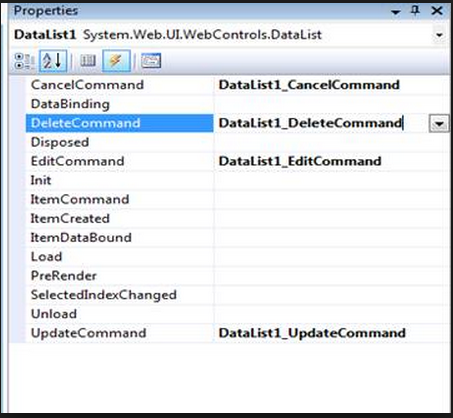 Properties
DataList1 System.Web.UI.WebControls.DataList
CancelCommand DataList1_CancelCommand
DataBinding
DeleteCommand DataList1_DeleteCommand
Disposed
EditCommand DataList1_EditCommand
Init
ItemCommand
ItemCreated
ItemDataBound
Load
PreRender
SelectedIndexChanged
Unload
UpdateCommand DataList1_UpdateCommand